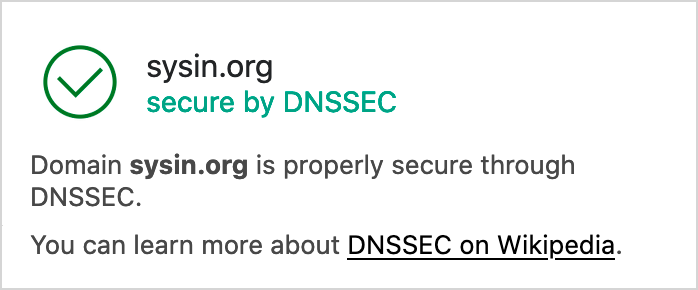 sysin.org
secure by DNSSEC
Domain sysin.org is properly secure through
DNSSEC.
You can learn more about DNSSEC on Wikipedia.